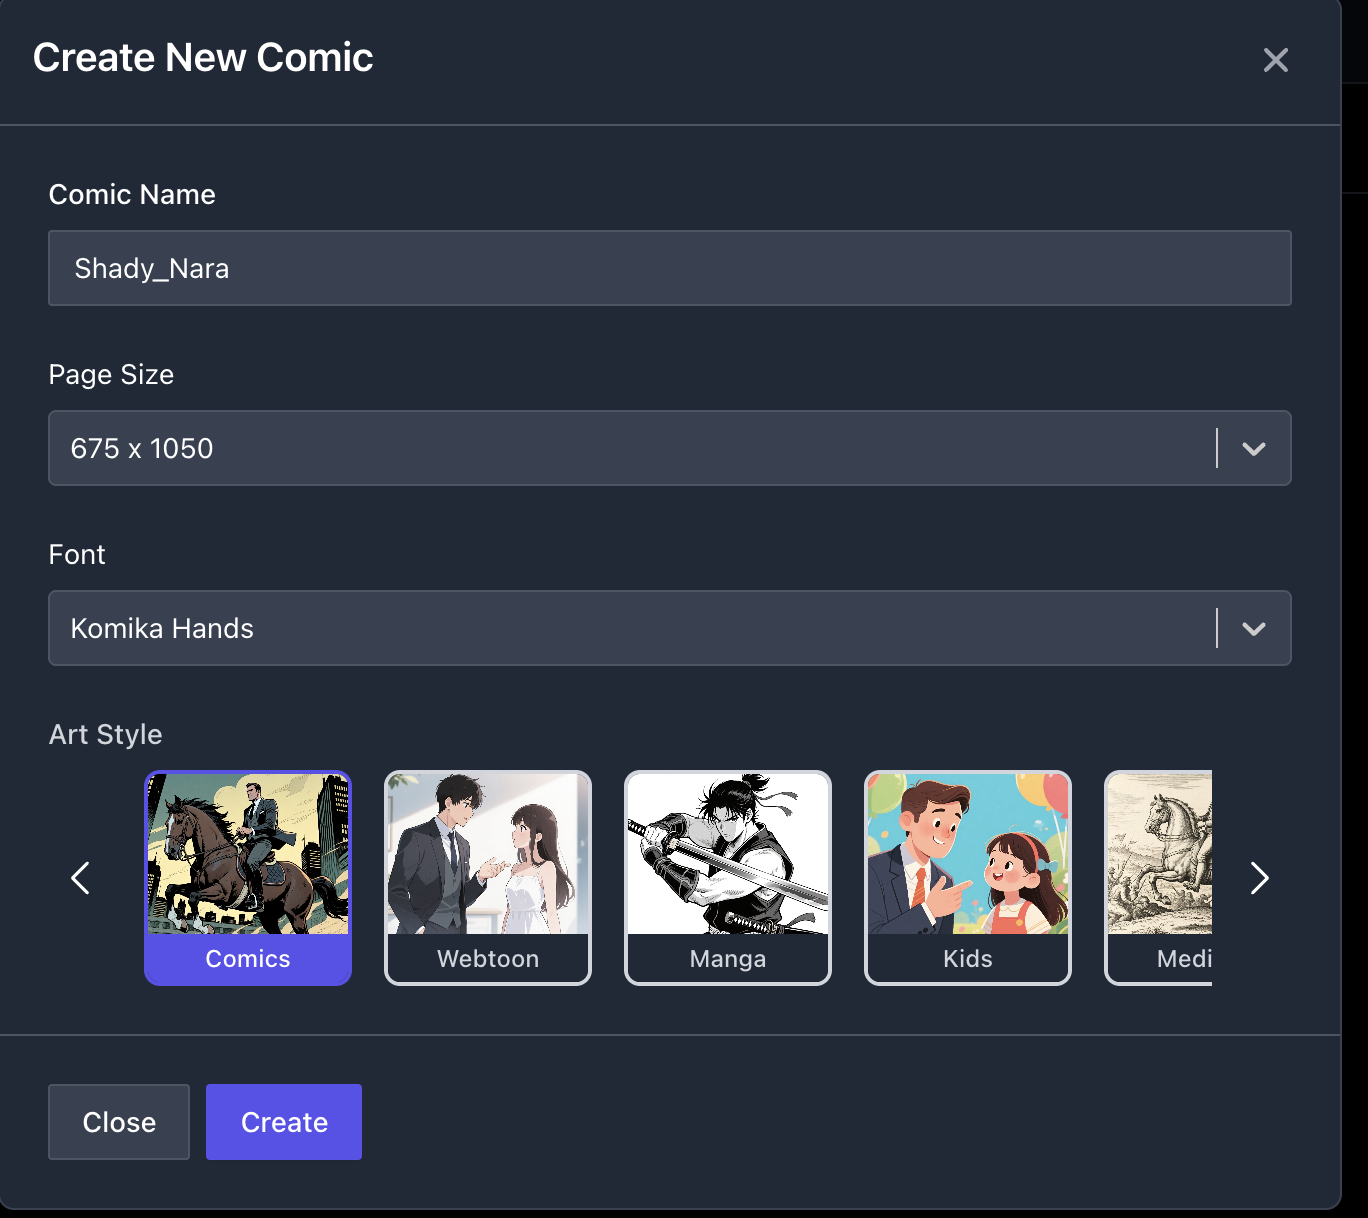 Create New Comic
Comic Name
Shady_Nara
Page Size
675 x 1050
Font
Komika Hands
Art Style
Comics
Webtoon
Manga
Kids
Medi
Close
Create